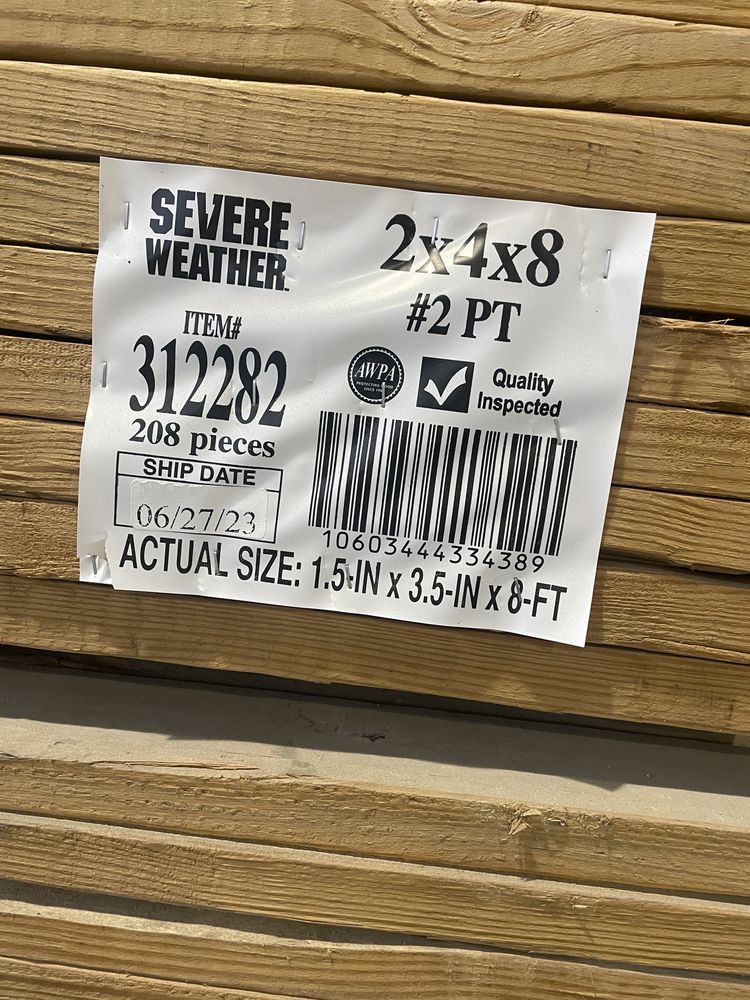 SEVERE
WEATHER
2x4x8
#2 PT
ITEM#
312282
208 pieces
SHIP DATE
06/27/23
AWPA
Quality
Inspected
10603444334389
ACTUAL SIZE: 1.5-IN x 3.5-IN x 8-FT